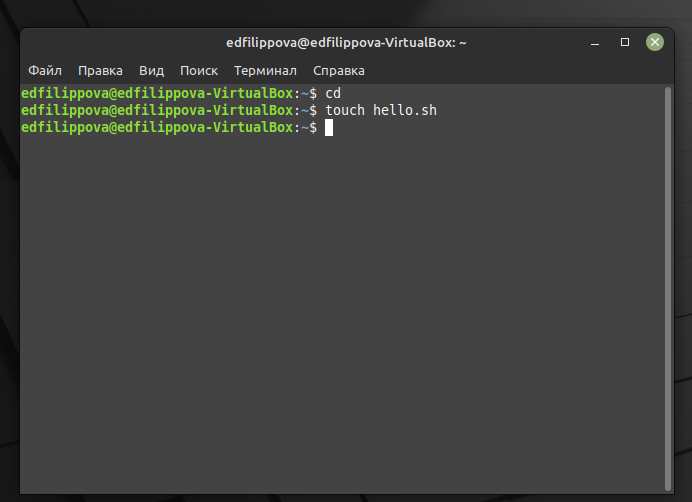 edfilippova@edfilippova-VirtualBox: ~
Файл Правка Вид Поиск Терминал Справка
edfilippova@edfilippova-VirtualBox:~$ cd
edfilippova@edfilippova-VirtualBox:~$ touch hello.sh
edfilippova@edfilippova-VirtualBox:~$